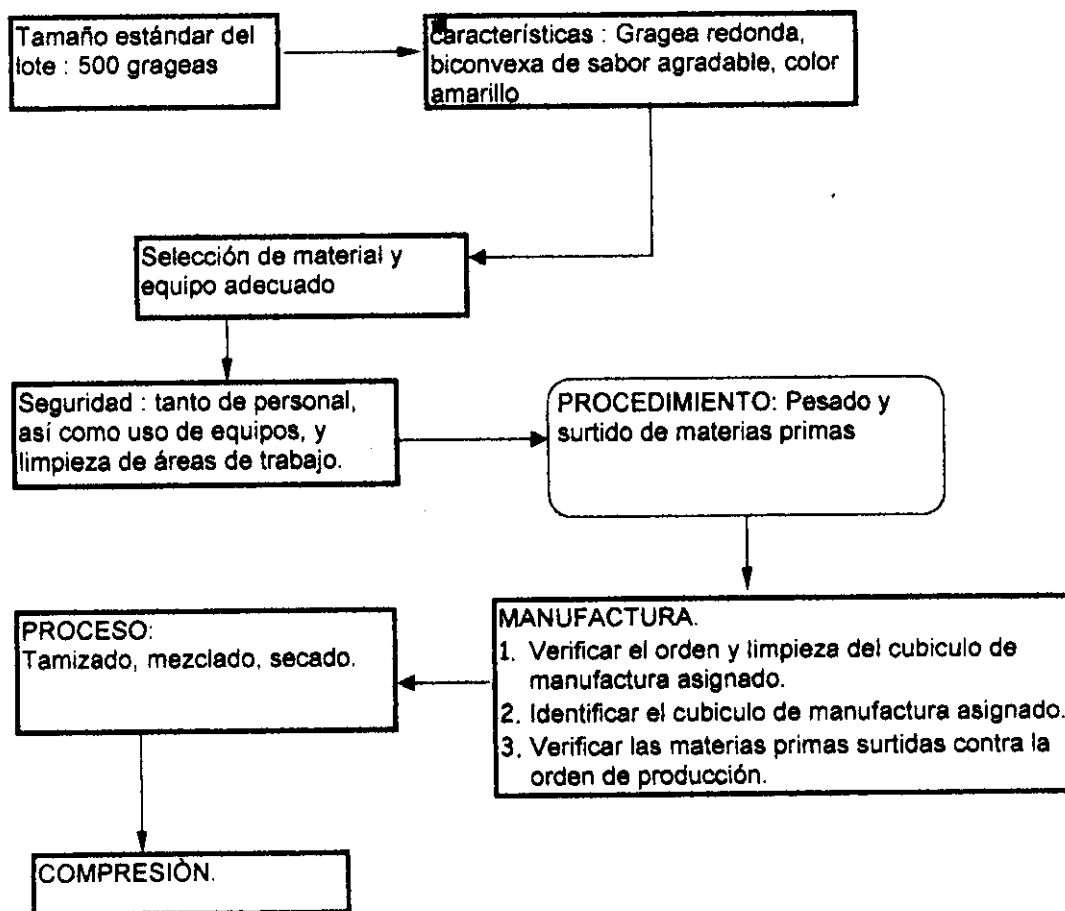 Tamaño estándar del
lote : 500 grageas
características : Gragea redonda,
biconvexa de sabor agradable, color
amarillo
Selección de material y
equipo adecuado
Seguridad : tanto de personal,
así como uso de equipos, y
limpieza de áreas de trabajo.
PROCEDIMIENTO: Pesado y
surtido de materias primas
MANUFACTURA.
1. Verificar el orden y limpieza del cubiculo de
manufactura asignado.
2. Identificar el cubiculo de manufactura asignado.
3. Verificar las materias primas surtidas contra la
orden de producción.
PROCESO:
Tamizado, mezclado, secado.
COMPRESIÒN.